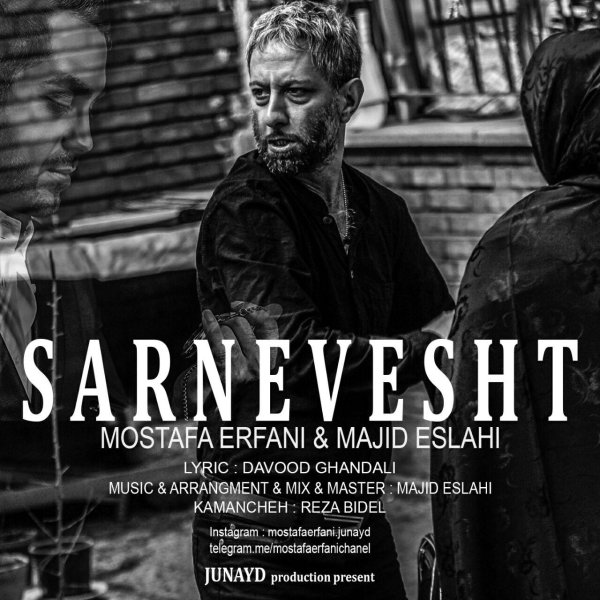 SARNEVESHT
MOSTAFA ERFANI & MAJID ESLAHI
LYRIC : DAVOOD GHANDALI
MUSIC & ARRANGMENT & MIX & MASTER : MAJID ESLAHI
KAMANCHEH : REZA BIDEL
Instagram : mostafaerfani.junayd
telegram.me/mostafaerfanichanel
JUNAYD production present